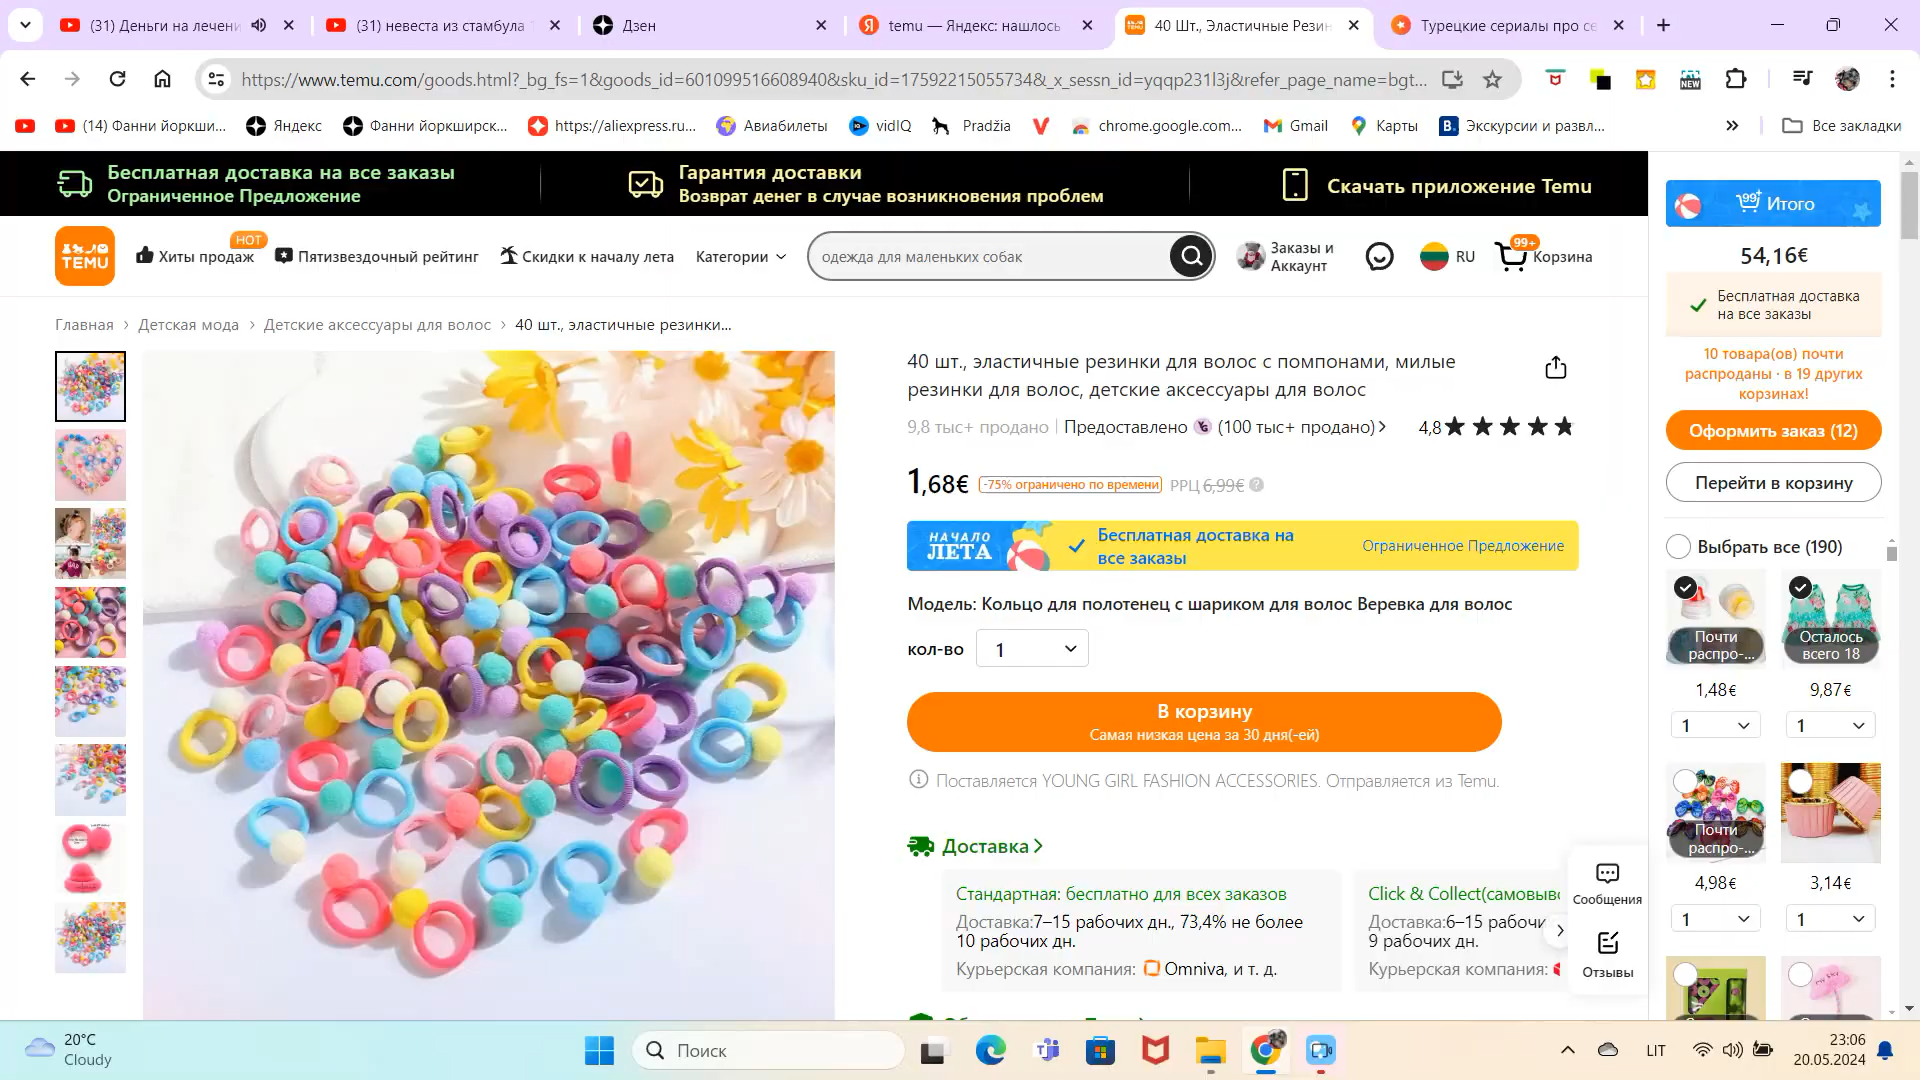 (31) Деньги на лечени
(31) невеста из стамбула
Дзен
temu — Яндекс: нашлось
40 Шт., Эластичные Резин
Турецкие сериалы про се
https://www.temu.com/goods.html?_bg_fs=1&goods_id=601099516608940&sku_id=17592215055734&_x_sessn_id=yqqp231l3j&refer_page_name=bgt...
NEW
(14) Фанни йоркши...
Яндекс
Фанни йоркширск...
https://aliexpress.ru...
Авиабилеты
vidIQ
Pradžia
chrome.google.com...
Gmail
Карты
B.
Экскурсии и развл...
Все закладки
Бесплатная доставка на все заказы
Ограниченное Предложение
Гарантия доставки
Возврат денег в случае возникновения проблем
Скачать приложение Temu
TEMU
HOT
Хиты продаж
Пятизвездочный рейтинг
Скидки к началу лета
Категории
одежда для маленьких собак
Заказы и
Аккаунт
RU
99+
Корзина
Главная
Детская мода
Детские аксессуары для волос
40 шт., эластичные резинки...
40 шт., эластичные резинки для волос с помпонами, милые
резинки для волос, детские аксессуары для волос
9,8 тыс+ продано
Предоставлено
(100 тыс+ продано)
4,8
1,68€
-75% ограничено по времени
РРЦ 6,99€
НАЧАЛО
ЛЕТА
Бесплатная доставка на
все заказы
Ограниченное Предложение
Модель: Кольцо для полотенец с шариком для волос Веревка для волос
кол-во
1
В корзину
Самая низкая цена за 30 дня(-ей)
Поставляется YOUNG GIRL FASHION ACCESSORIES. Отправляется из Temu.
Доставка
Стандартная: бесплатно для всех заказов
Доставка:7–15 рабочих дн., 73,4% не более
10 рабочих дн.
Курьерская компания:
Omniva, и т. д.
Click & Collect(самовыво
Доставка:6–15 рабочи
9 рабочих дн.
Курьерская компания:
Сообщения
Отзывы
99+
Итого
54,16€
Бесплатная доставка
на все заказы
10 товара(ов) почти
распроданы · в 19 других
корзинах!
Оформить заказ (12)
Перейти в корзину
Выбрать все (190)
Почти
распро-...
Осталось
всего 18
1,48€
9,87€
1
1
Почти
распро-...
4,98€
3,14€
1
1
20°C
Cloudy
Поиск
LIT
23:06
20.05.2024